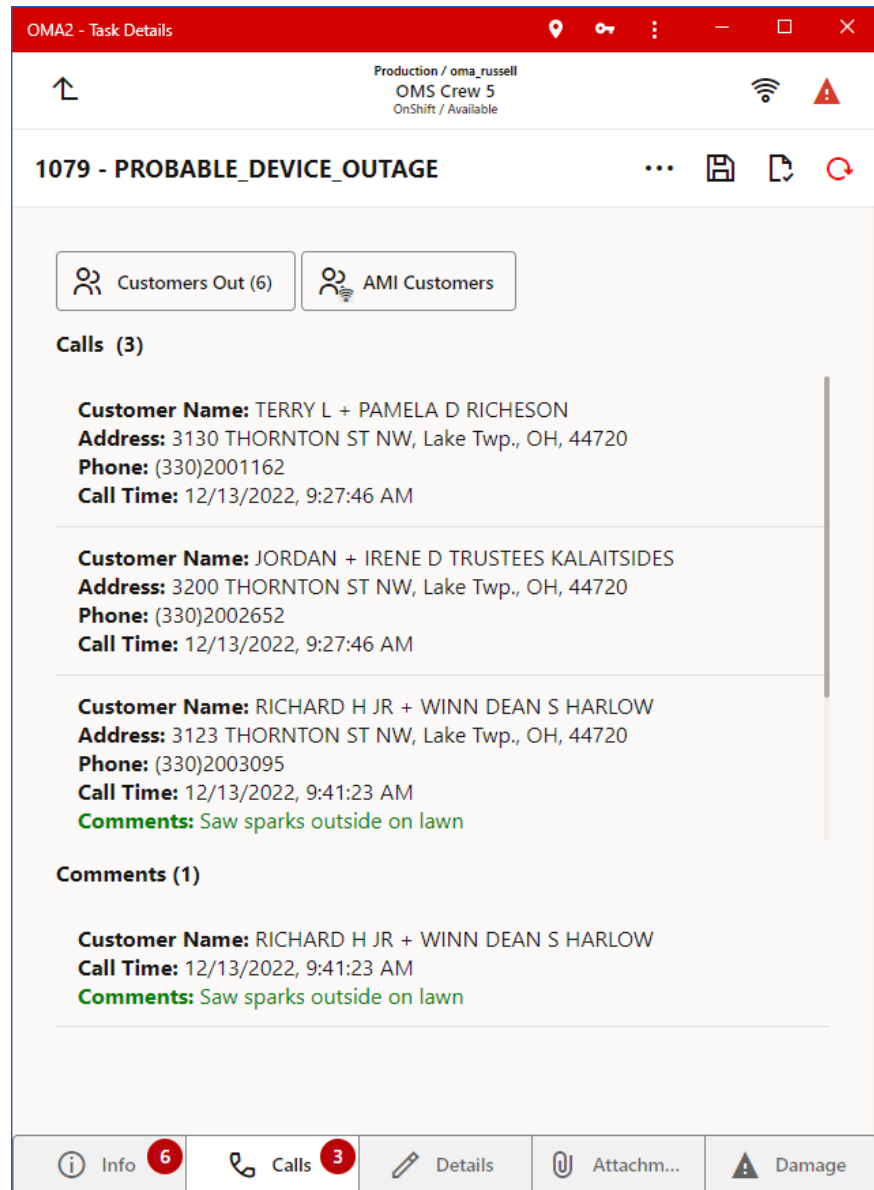 OMA2 - Task Details
Production / oma_russell
OMS Crew 5
OnShift / Available
1079 - PROBABLE_DEVICE_OUTAGE
Customers Out (6)
AMI Customers
Calls (3)
Customer Name: TERRY L + PAMELA D RICHESON
Address: 3130 THORNTON ST NW, Lake Twp., OH, 44720
Phone: (330)2001162
Call Time: 12/13/2022, 9:27:46 AM
Customer Name: JORDAN + IRENE D TRUSTEES KALAITSIDES
Address: 3200 THORNTON ST NW, Lake Twp., OH, 44720
Phone: (330)2002652
Call Time: 12/13/2022, 9:27:46 AM
Customer Name: RICHARD H JR + WINN DEAN S HARLOW
Address: 3123 THORNTON ST NW, Lake Twp., OH, 44720
Phone: (330)2003095
Call Time: 12/13/2022, 9:41:23 AM
Comments: Saw sparks outside on lawn
Comments (1)
Customer Name: RICHARD H JR + WINN DEAN S HARLOW
Call Time: 12/13/2022, 9:41:23 AM
Comments: Saw sparks outside on lawn
Info 6
Calls 3
Details
Attachm...
Damage